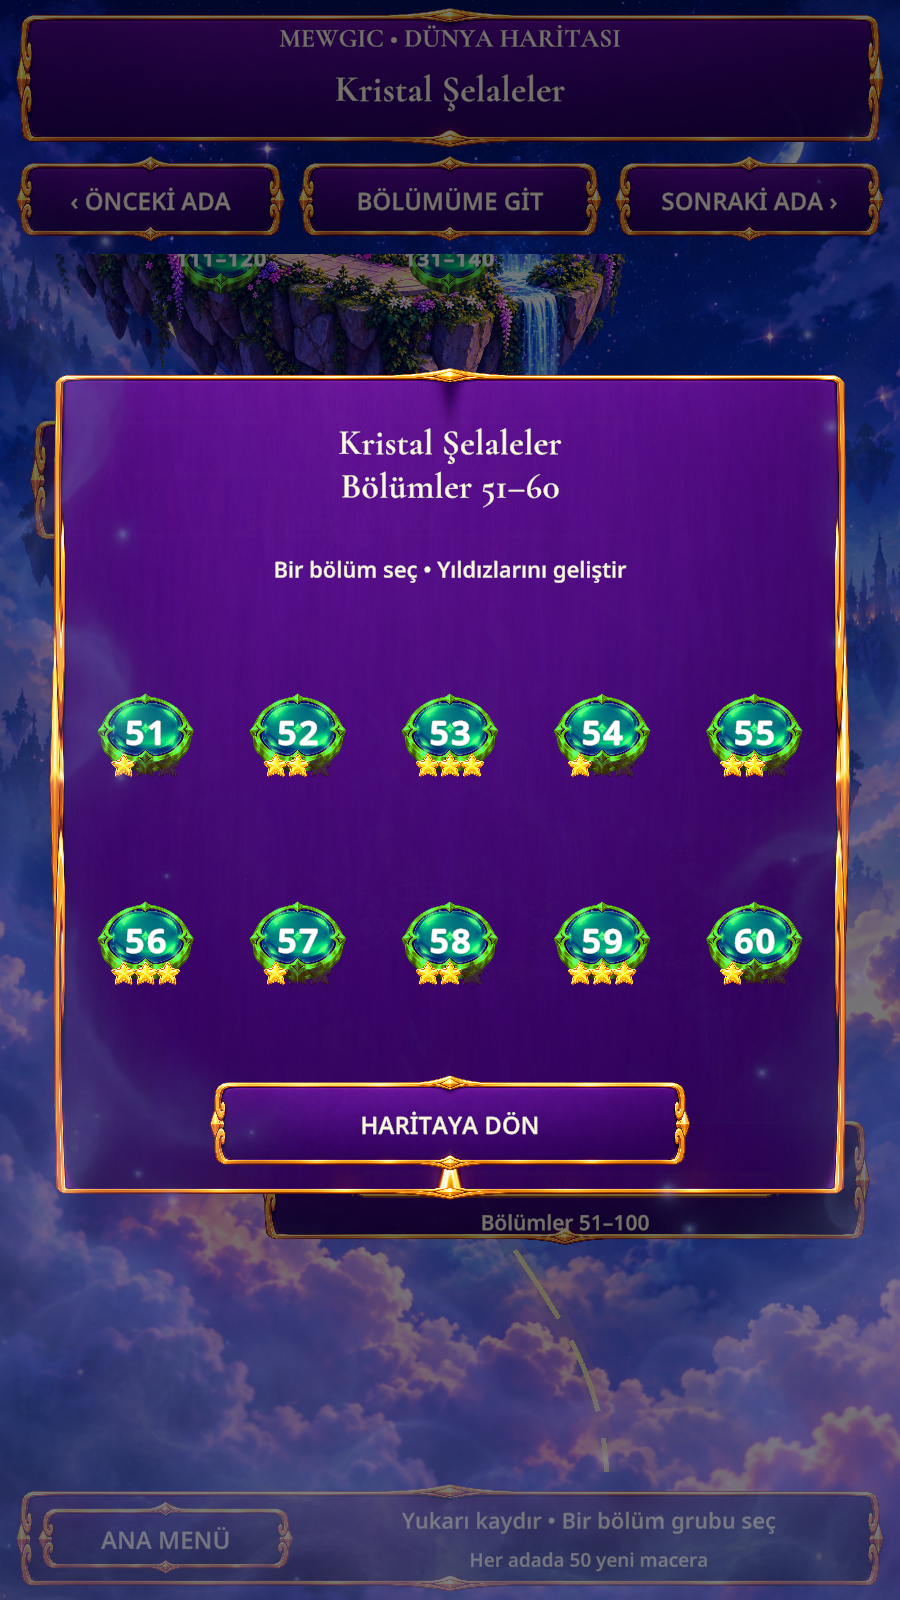 MEWGIC • DÜNYA HARİTASI
Kristal Şelaleler
‹ ÖNCEKİ ADA
BÖLÜMÜME GİT
SONRAKİ ADA ›
111–120
131–140
Kristal Şelaleler
Bölümler 51–60
Bir bölüm seç • Yıldızlarını geliştir
51
52
53
54
55
56
57
58
59
60
HARİTAYA DÖN
Bölümler 51–100
ANA MENÜ
Yukarı kaydır • Bir bölüm grubu seç
Her adada 50 yeni macera